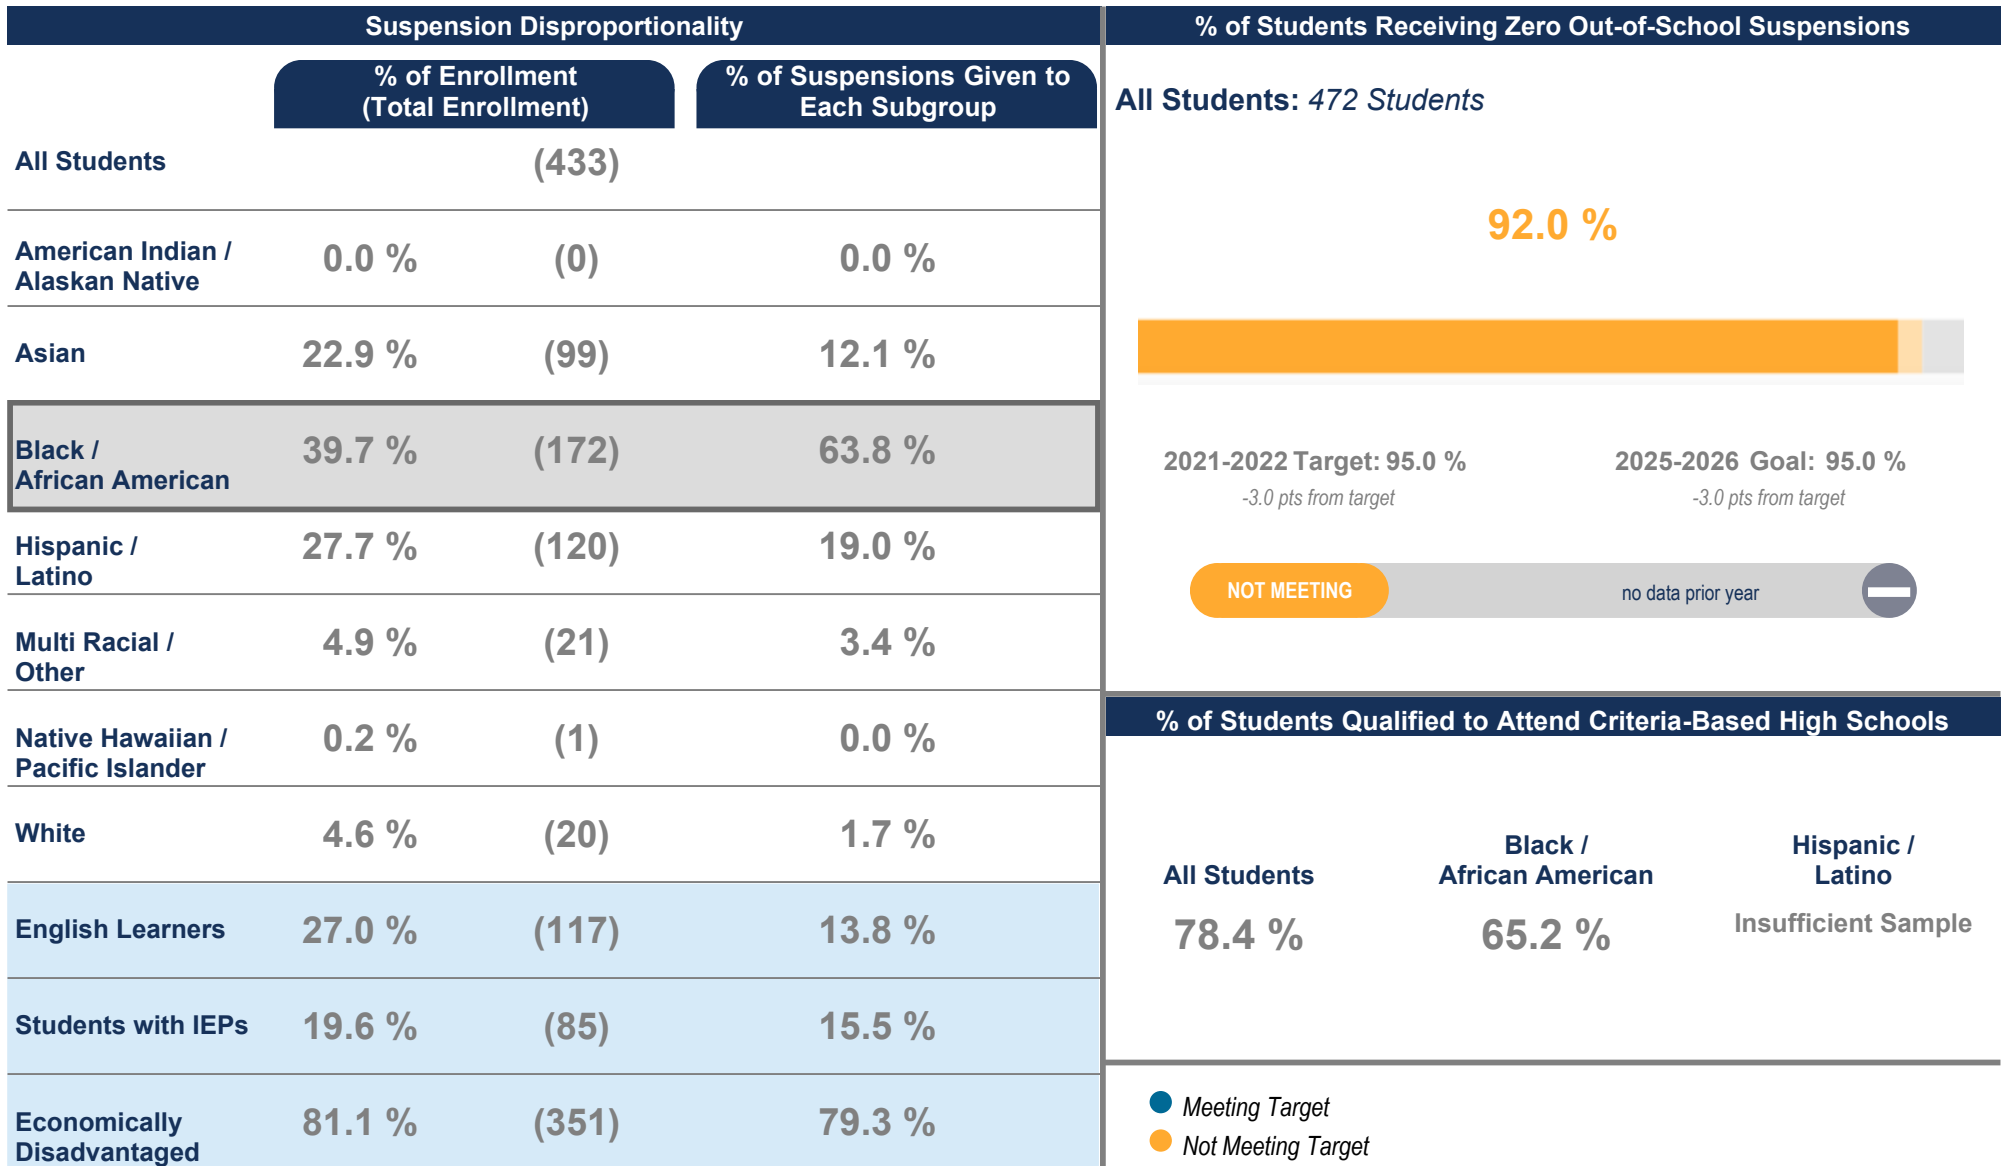 Suspension Disproportionality
% of Enrollment
(Total Enrollment)
% of Suspensions Given to
Each Subgroup
All Students
(433)
American Indian /
Alaskan Native
0.0 %
(0)
0.0 %
Asian
22.9 %
(99)
12.1 %
Black /
African American
39.7 %
(172)
63.8 %
Hispanic /
Latino
27.7 %
(120)
19.0 %
Multi Racial /
Other
4.9 %
(21)
3.4 %
Native Hawaiian /
Pacific Islander
0.2 %
(1)
0.0 %
White
4.6 %
(20)
1.7 %
English Learners
27.0 %
(117)
13.8 %
Students with IEPs
19.6 %
(85)
15.5 %
Economically
Disadvantaged
81.1 %
(351)
79.3 %
% of Students Receiving Zero Out-of-School Suspensions
All Students: 472 Students
92.0 %
2021-2022 Target: 95.0 %
-3.0 pts from target
2025-2026 Goal: 95.0 %
-3.0 pts from target
NOT MEETING
no data prior year
% of Students Qualified to Attend Criteria-Based High Schools
All Students
78.4 %
Black /
African American
65.2 %
Hispanic /
Latino
Insufficient Sample
Meeting Target
Not Meeting Target